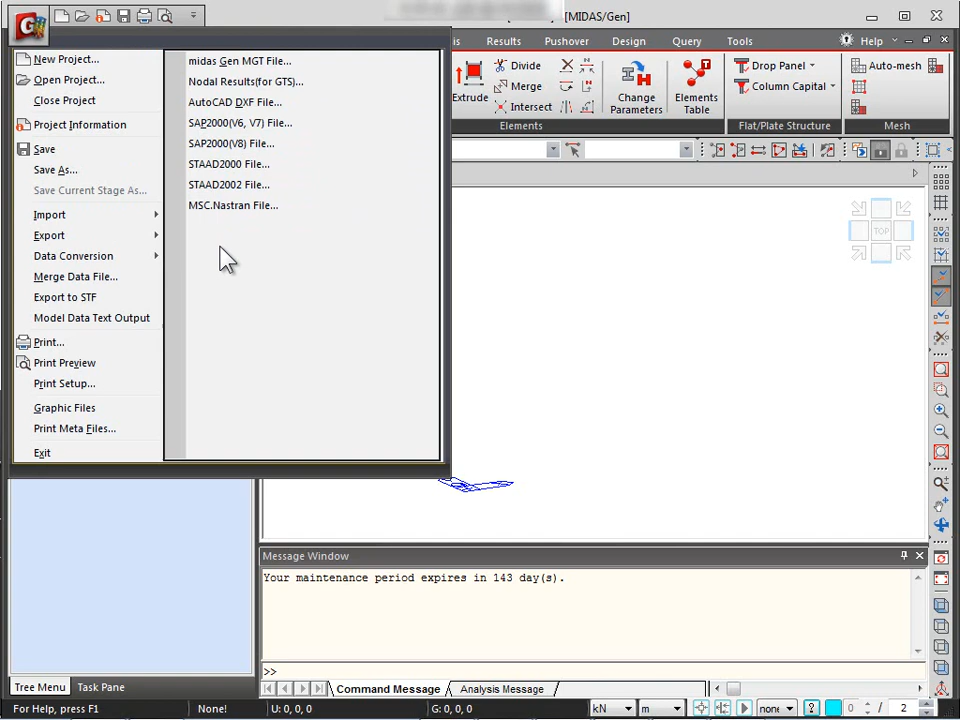 [MIDAS/Gen]
is Results Pushover Design Query Tools Help
New Project...
Open Project...
Close Project
Project Information
Save
Save As...
Save Current Stage As...
Import
Export
Data Conversion
Merge Data File...
Export to STF
Model Data Text Output
Print...
Print Preview
Print Setup...
Graphic Files
Print Meta Files...
Exit
midas Gen MGT File...
Nodal Results(for GTS)...
AutoCAD DXF File...
SAP2000(V6, V7) File...
SAP2000(V8) File...
STAAD2000 File...
STAAD2002 File...
MSC.Nastran File...
Extrude
Divide
Merge
Intersect
Change
Parameters
Elements
Table
Elements
Drop Panel
Column Capital
Flat/Plate Structure
Auto-mesh
Mesh
TOP
Message Window
Your maintenance period expires in 143 day(s).
>>
Command Message Analysis Message
Tree Menu Task Pane
For Help, press F1 None! U: 0, 0, 0 G: 0, 0, 0 kN m none 0 / 2